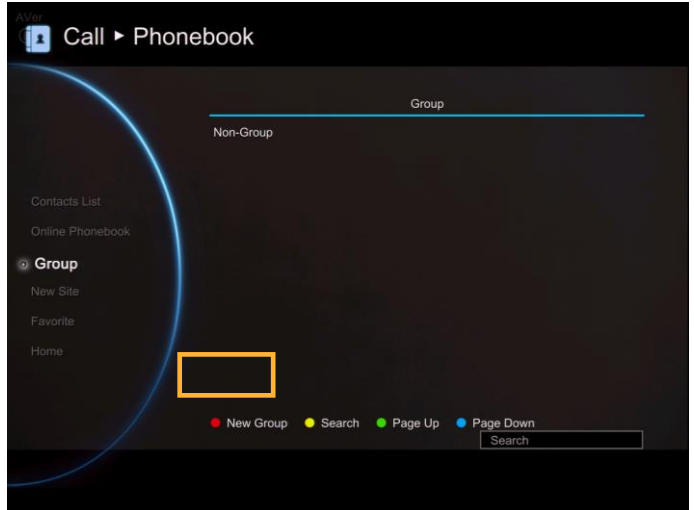 AVer
Call ► Phonebook
Group
Non-Group
Contacts List
Online Phonebook
Group
New Site
Favorite
Home
New Group Search Page Up Page Down
Search